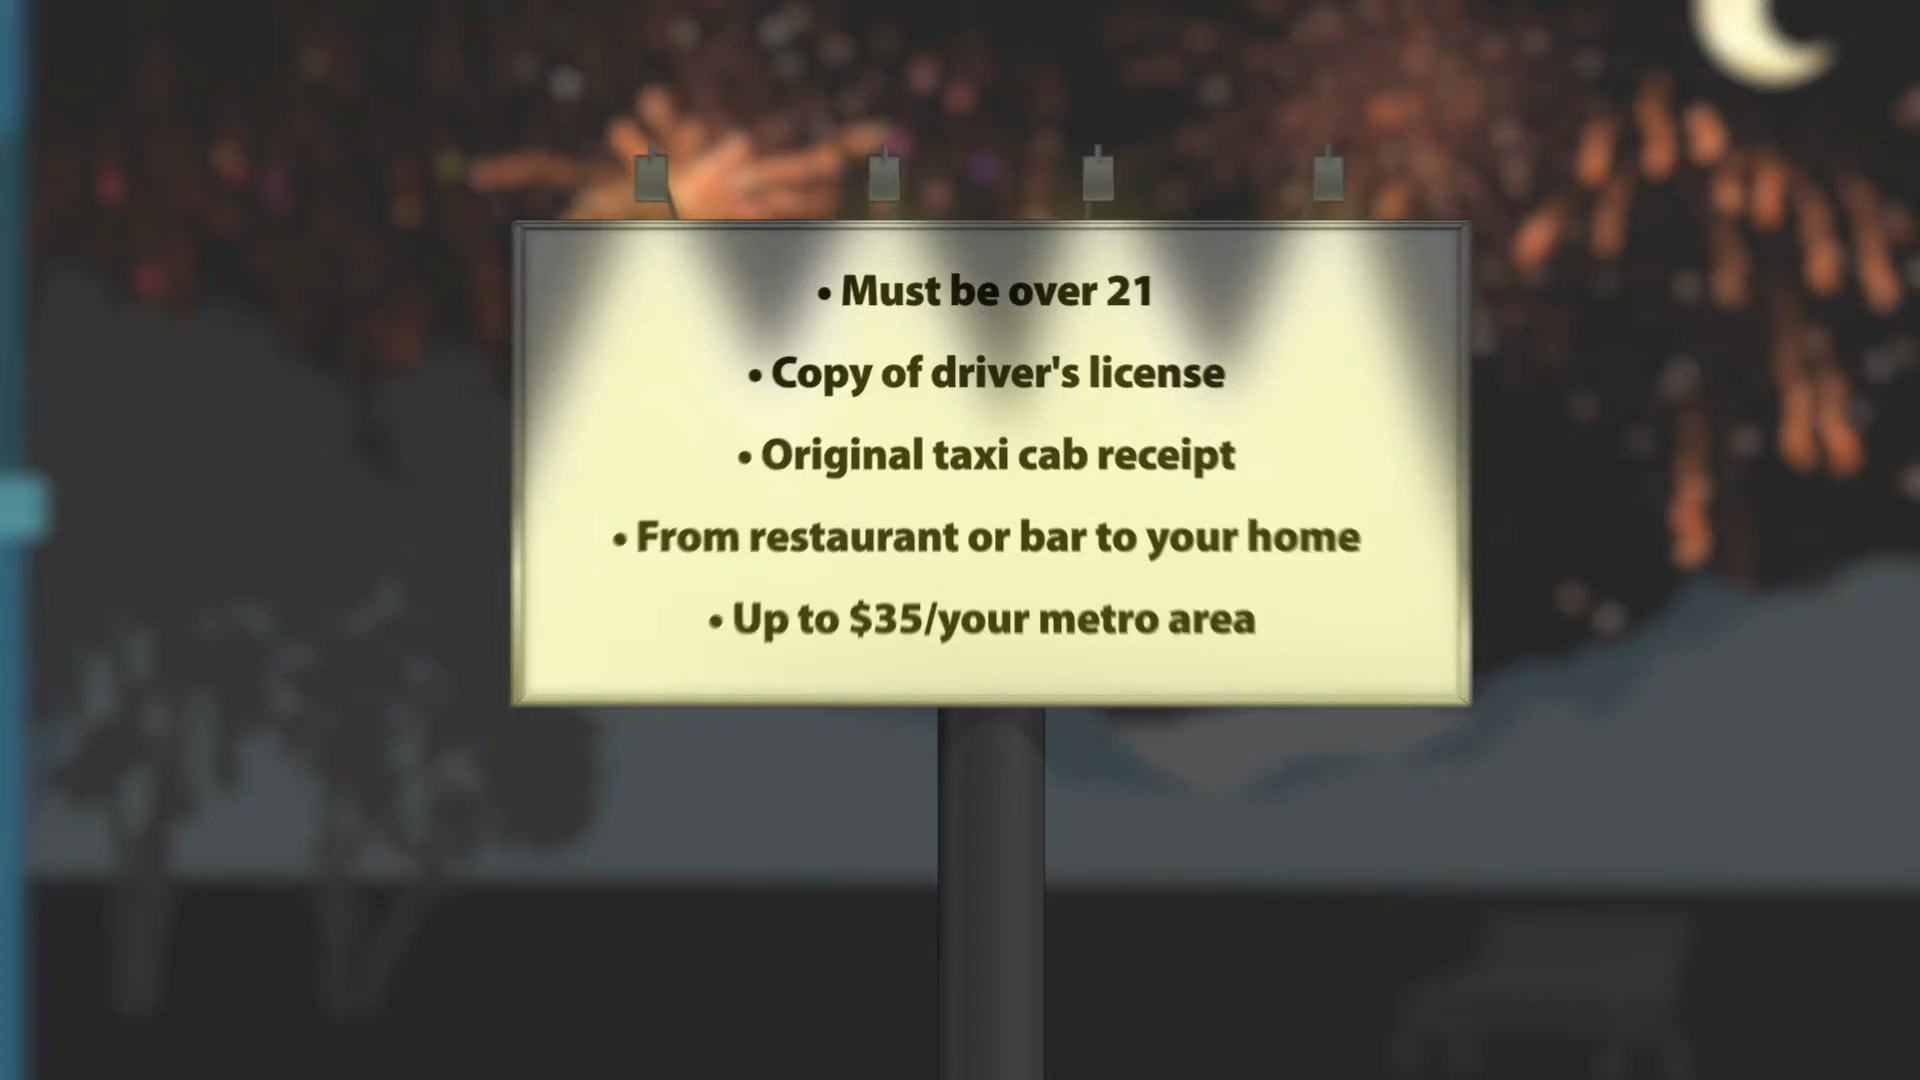 • Must be over 21
• Copy of driver's license
• Original taxi cab receipt
• From restaurant or bar to your home
• Up to $35/your metro area